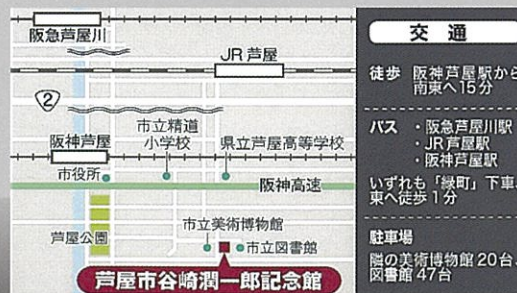 阪急芦屋川
JR 芦屋
2
市立精道
小学校
県立芦屋高等学校
阪神芦屋
市役所
阪神高速
芦屋公園
市立美術博物館
市立図書館
芦屋市谷崎潤一郎記念館
交 通
徒歩 阪神芦屋駅から
南東へ15分
バス ・阪急芦屋川駅
・JR芦屋駅
・阪神芦屋駅
いずれも「緑町」下車、
東へ徒歩1分
駐車場
隣の美術博物館20台、
図書館47台